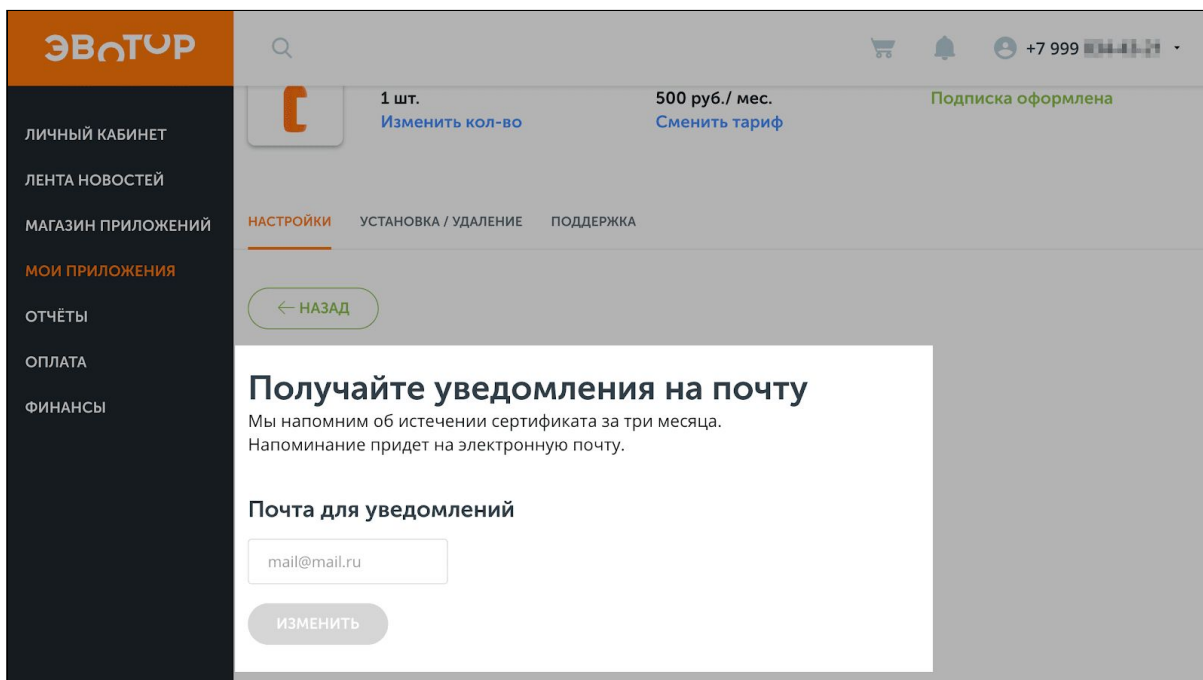 ЭВОТОР
+7 999
1 шт.
500 руб./ мес.
Подписка оформлена
Изменить кол-во
Сменить тариф
ЛИЧНЫЙ КАБИНЕТ
ЛЕНТА НОВОСТЕЙ
МАГАЗИН ПРИЛОЖЕНИЙ
МОИ ПРИЛОЖЕНИЯ
ОТЧЁТЫ
ОПЛАТА
ФИНАНСЫ
НАСТРОЙКИ
УСТАНОВКА / УДАЛЕНИЕ
ПОДДЕРЖКА
← НАЗАД
Получайте уведомления на почту
Мы напомним об истечении сертификата за три месяца.
Напоминание придет на электронную почту.
Почта для уведомлений
mail@mail.ru
ИЗМЕНИТЬ